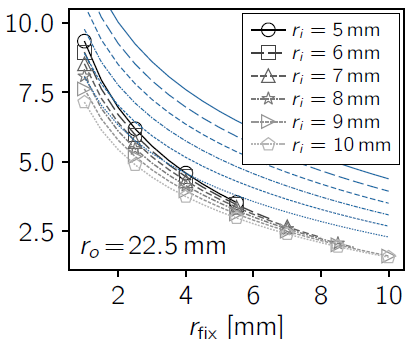 10.0
7.5
5.0
2.5
r_i = 5 mm
r_i = 6 mm
r_i = 7 mm
r_i = 8 mm
r_i = 9 mm
r_i = 10 mm
r_o = 22.5 mm
2 4 6 8 10
r_fix [mm]